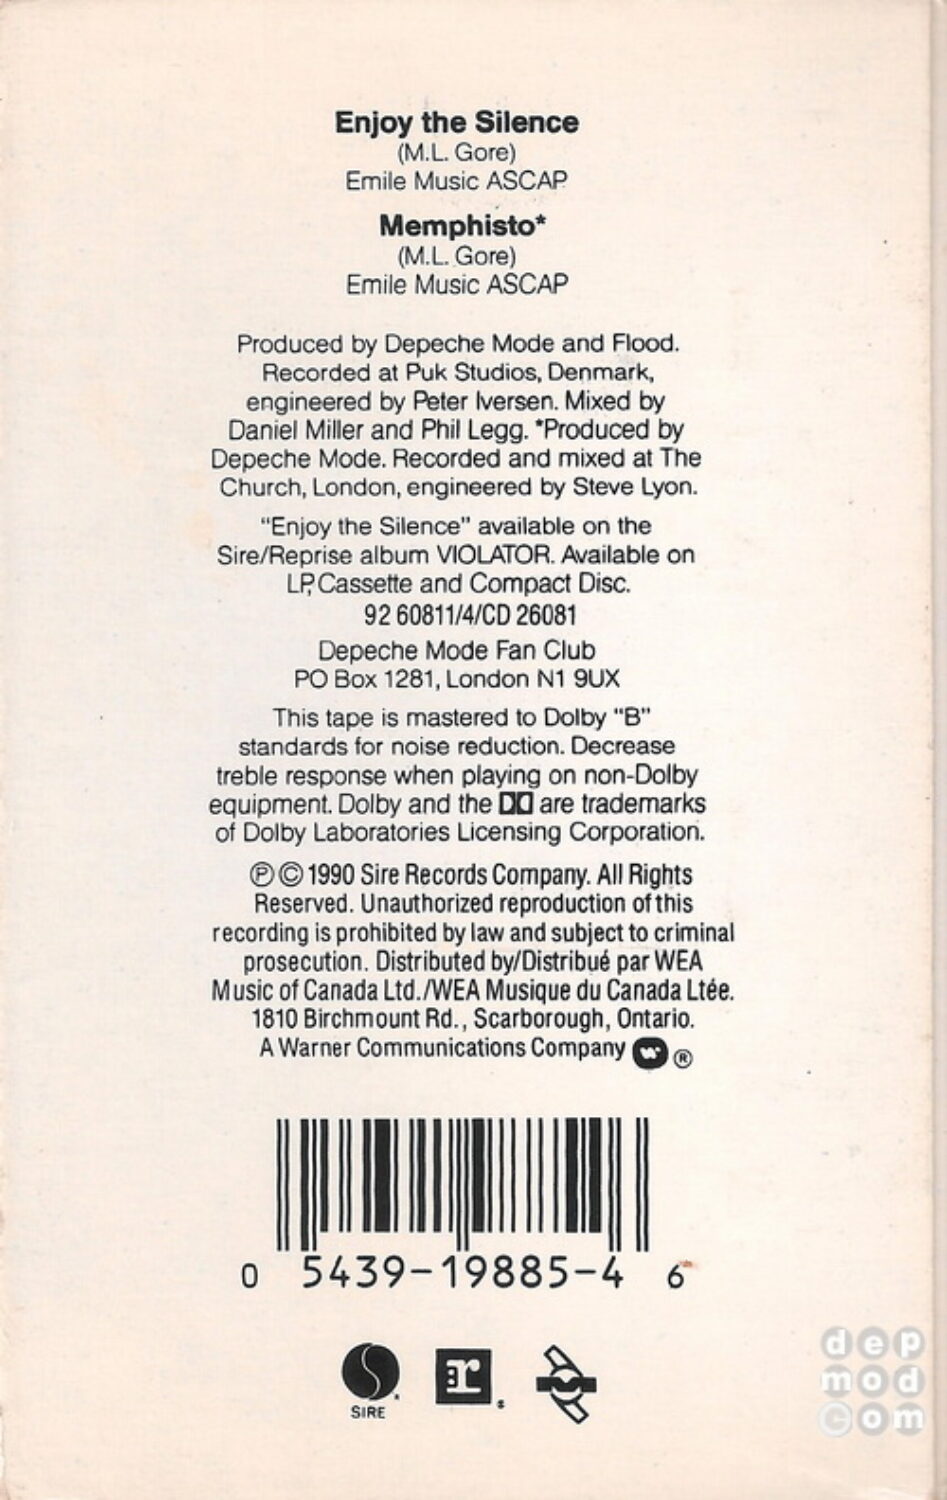 Enjoy the Silence
(M.L. Gore)
Emile Music ASCAP
Memphisto*
(M.L. Gore)
Emile Music ASCAP
Produced by Depeche Mode and Flood.
Recorded at Puk Studios, Denmark,
engineered by Peter Iversen. Mixed by
Daniel Miller and Phil Legg. *Produced by
Depeche Mode. Recorded and mixed at The
Church, London, engineered by Steve Lyon.
"Enjoy the Silence" available on the
Sire/Reprise album VIOLATOR. Available on
LP, Cassette and Compact Disc.
92 60811/4/CD 26081
Depeche Mode Fan Club
PO Box 1281, London N1 9UX
This tape is mastered to Dolby "B"
standards for noise reduction. Decrease
treble response when playing on non-Dolby
equipment. Dolby and the are trademarks
of Dolby Laboratories Licensing Corporation.
Ⓟ © 1990 Sire Records Company. All Rights
Reserved. Unauthorized reproduction of this
recording is prohibited by law and subject to criminal
prosecution. Distributed by/Distribué par WEA
Music of Canada Ltd./WEA Musique du Canada Ltée.
1810 Birchmount Rd., Scarborough, Ontario.
A Warner Communications Company ®
0 5439-19885-4 6
SIRE
r
dep
mod
com